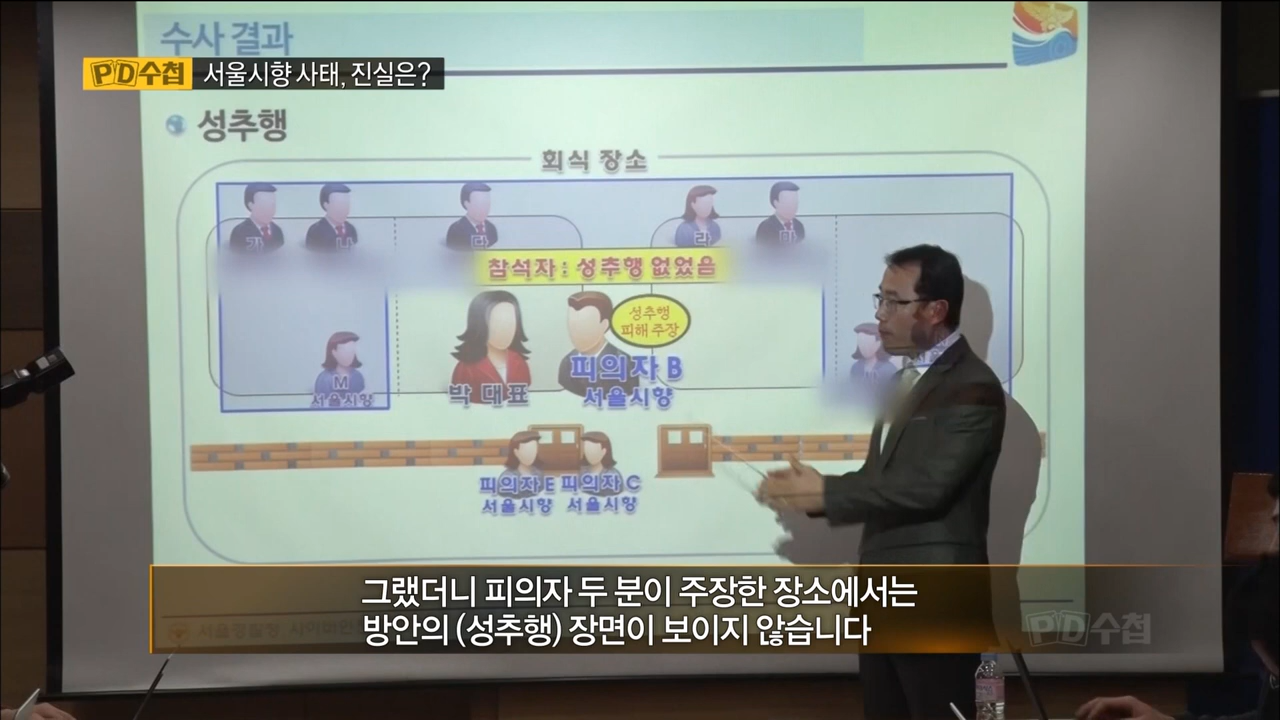 수사 결과
PD수첩 서울시향 사태, 진실은?
성추행
회식 장소
가 나 다 라 마
참석자 : 성추행 없었음
성추행
피해 주장
M
서울시향
박 대표
피의자 B
서울시향
피의자 E 피의자 C
서울시향 서울시향
그랬더니 피의자 두 분이 주장한 장소에서는
방안의 (성추행) 장면이 보이지 않습니다
PD수첩